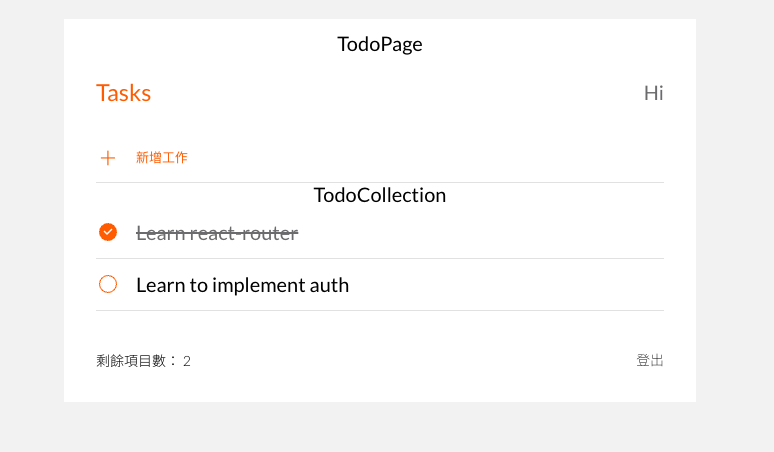 TodoPage
Tasks Hi
新增工作
TodoCollection
Learn react-router
Learn to implement auth
剩餘項目數： 2 登出